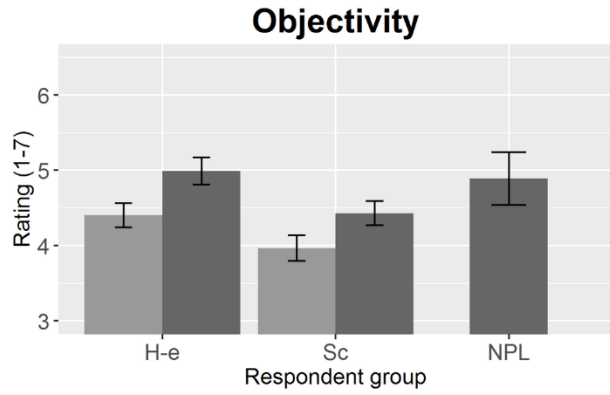 Objectivity
Rating (1-7)
6
5
4
3
H-e Sc NPL
Respondent group